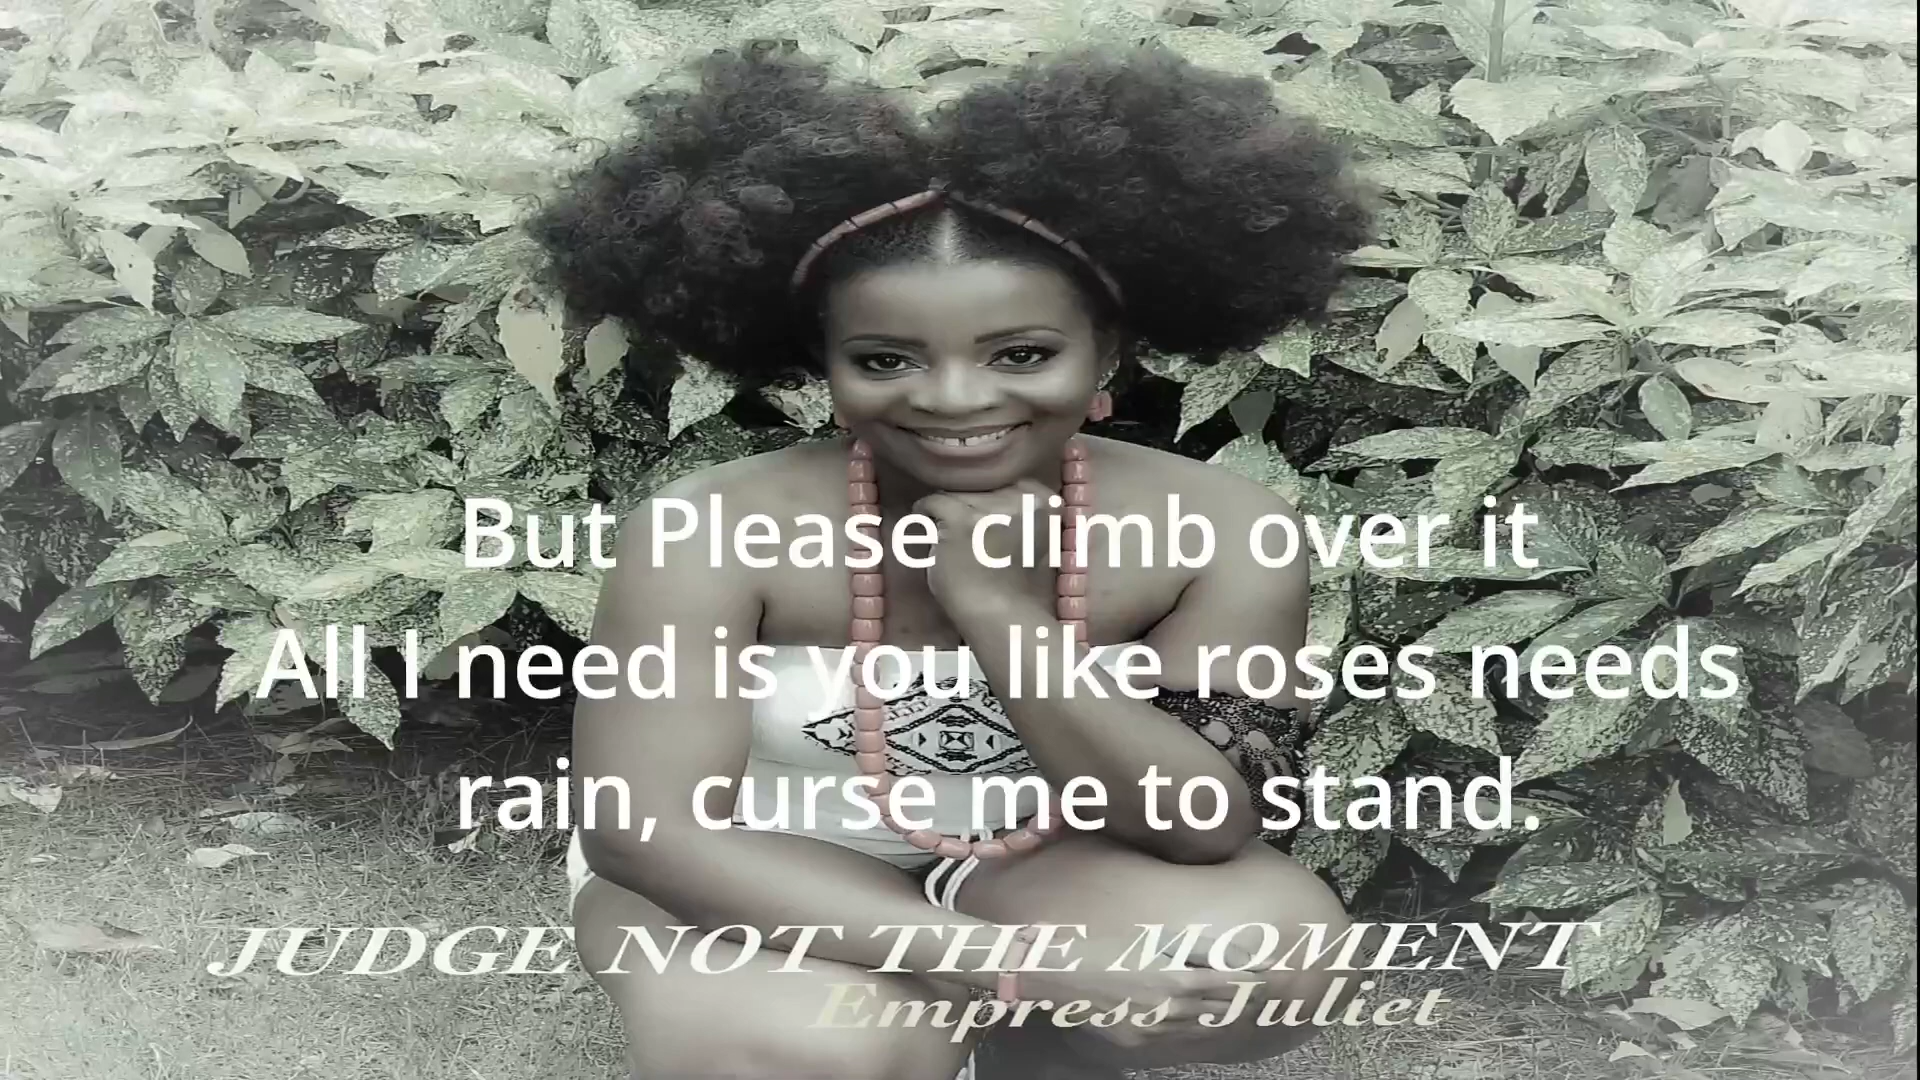 But Please climb over it
All I need is you like roses needs
rain, curse me to stand.
JUDGE NOT THE MOMENT
Empress Juliet